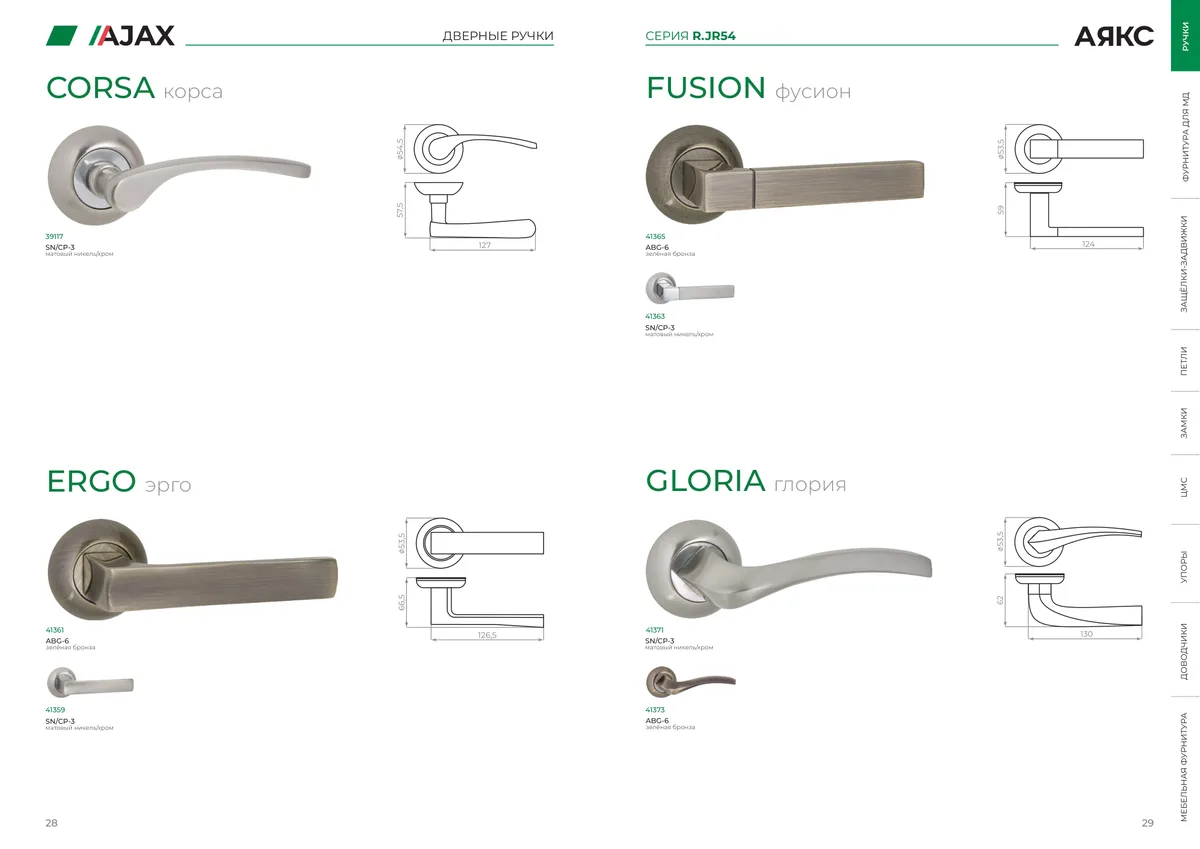 AJAX
ДВЕРНЫЕ РУЧКИ
CORSA корса
ø54,5
57,5
127
39117
SN/CP-3
матовый никель/хром
ERGO эрго
ø53,5
66,5
126,5
41361
ABG-6
зелёная бронза
41359
SN/CP-3
матовый никель/хром
28
СЕРИЯ R.JR54
АЯКС
FUSION фусион
ø53,5
59
124
41365
ABG-6
зелёная бронза
41363
SN/CP-3
матовый никель/хром
GLORIA глория
ø53,5
62
130
41371
SN/CP-3
матовый никель/хром
41373
ABG-6
зелёная бронза
29
РУЧКИ
ФУРНИТУРА ДЛЯ МД
ЗАЩЁЛКИ-ЗАДВИЖКИ
ПЕТЛИ
ЗАМКИ
ЦМС
УПОРЫ
ДОВОДЧИКИ
МЕБЕЛЬНАЯ ФУРНИТУРА